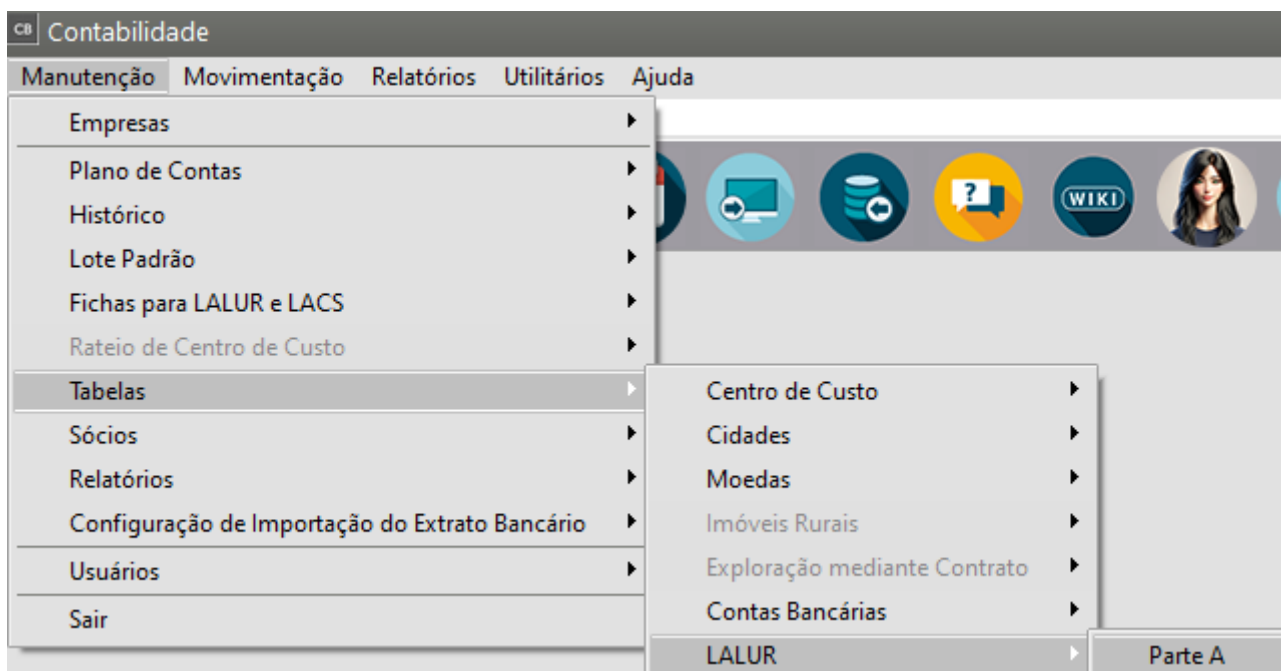 CB Contabilidade
Manutenção Movimentação Relatórios Utilitários Ajuda
Empresas
Plano de Contas
Histórico
Lote Padrão
Fichas para LALUR e LACS
Rateio de Centro de Custo
Tabelas
Sócios
Relatórios
Configuração de Importação do Extrato Bancário
Usuários
Sair
?
WIKI
Centro de Custo
Cidades
Moedas
Imóveis Rurais
Exploração mediante Contrato
Contas Bancárias
LALUR
Parte A